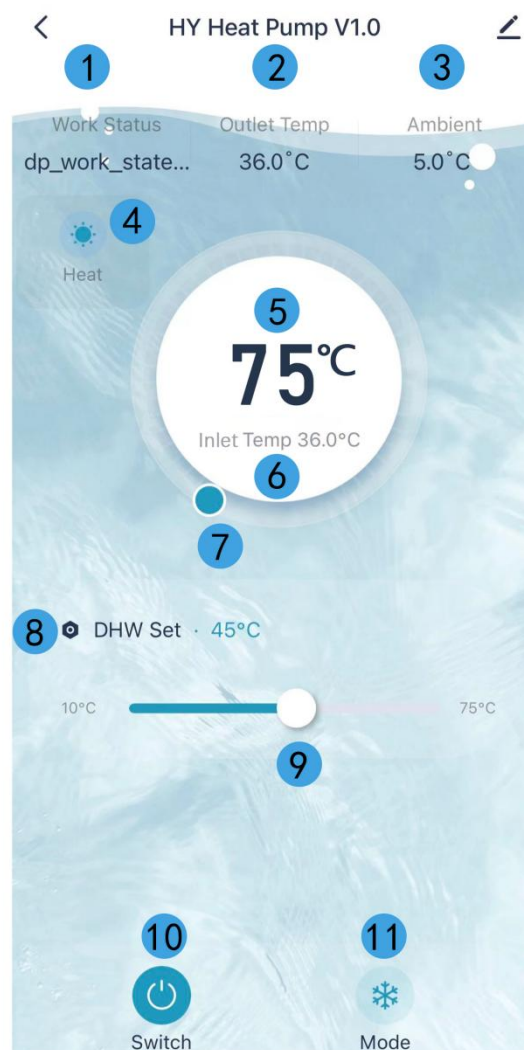 HY Heat Pump V1.0
1 2 3
Work Status Outlet Temp Ambient
dp_work_state... 36.0°C 5.0°C
4
Heat
5
75°C
Inlet Temp 36.0°C
6
7
8 DHW Set · 45°C
10°C 75°C
9
10 11
Switch Mode